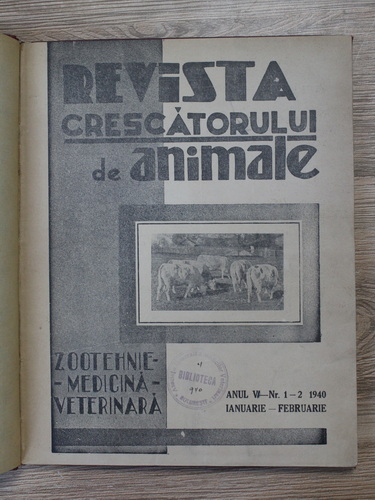 REVISTA
CRESCĂTORULUI
de animale
ZOOTEHNIE-
-MEDICINĂ-
VETERINARĂ
BIBLIOTECA
ANUL VI—Nr. 1—2 1940
IANUARIE — FEBRUARIE